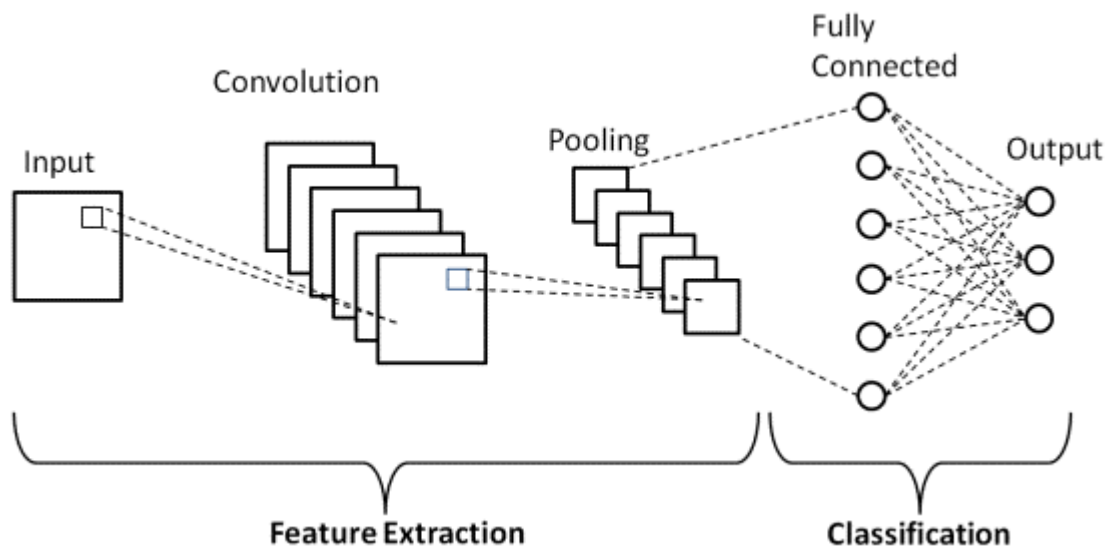 Input
Convolution
Pooling
Fully
Connected
Output
Feature Extraction
Classification